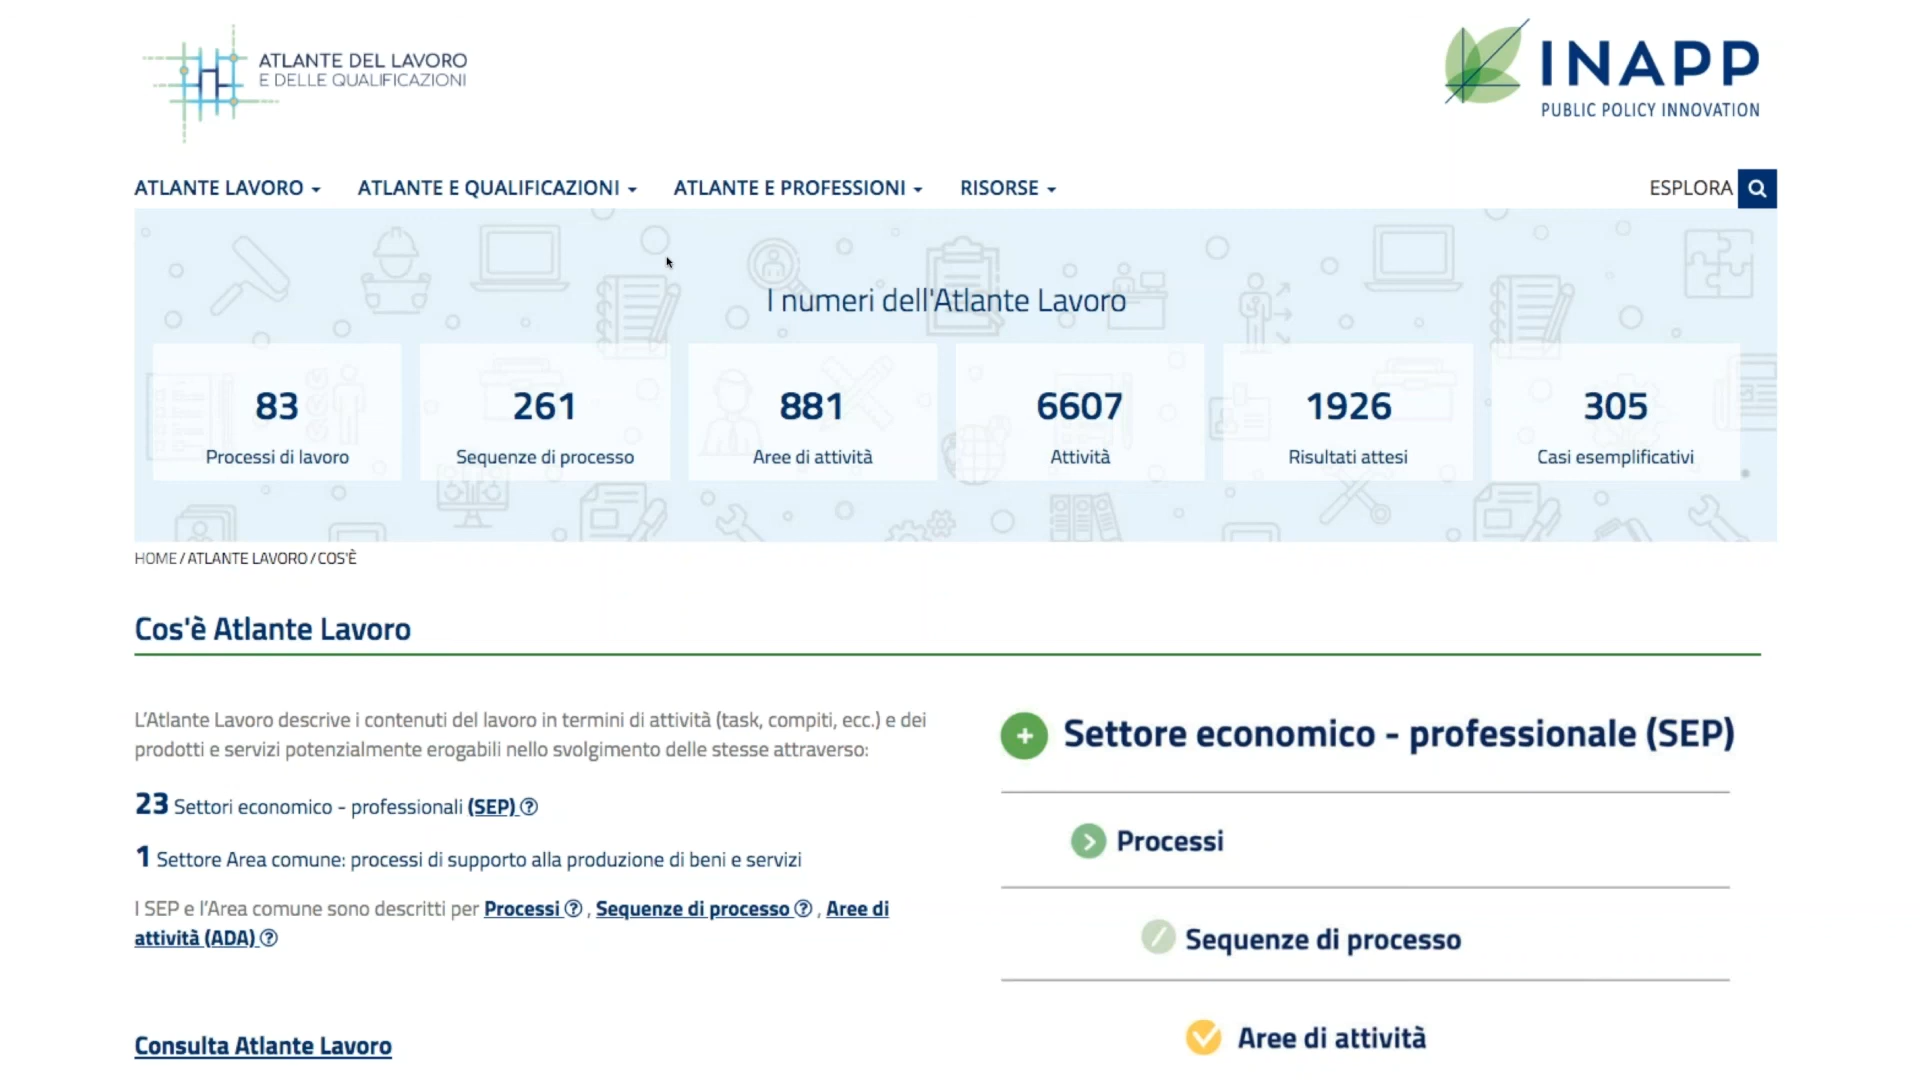 ATLANTE DEL LAVORO
E DELLE QUALIFICAZIONI
INAPP
PUBLIC POLICY INNOVATION
ATLANTE LAVORO
ATLANTE E QUALIFICAZIONI
ATLANTE E PROFESSIONI
RISORSE
ESPLORA
I numeri dell'Atlante Lavoro
83
Processi di lavoro
261
Sequenze di processo
881
Aree di attività
6607
Attività
1926
Risultati attesi
305
Casi esemplificativi
HOME / ATLANTE LAVORO / COS'È
Cos'è Atlante Lavoro
L'Atlante Lavoro descrive i contenuti del lavoro in termini di attività (task, compiti, ecc.) e dei
prodotti e servizi potenzialmente erogabili nello svolgimento delle stesse attraverso:
23 Settori economico - professionali (SEP) ?
1 Settore Area comune: processi di supporto alla produzione di beni e servizi
I SEP e l'Area comune sono descritti per Processi ? , Sequenze di processo ? , Aree di
attività (ADA) ?
Consulta Atlante Lavoro
Settore economico - professionale (SEP)
Processi
Sequenze di processo
Aree di attività